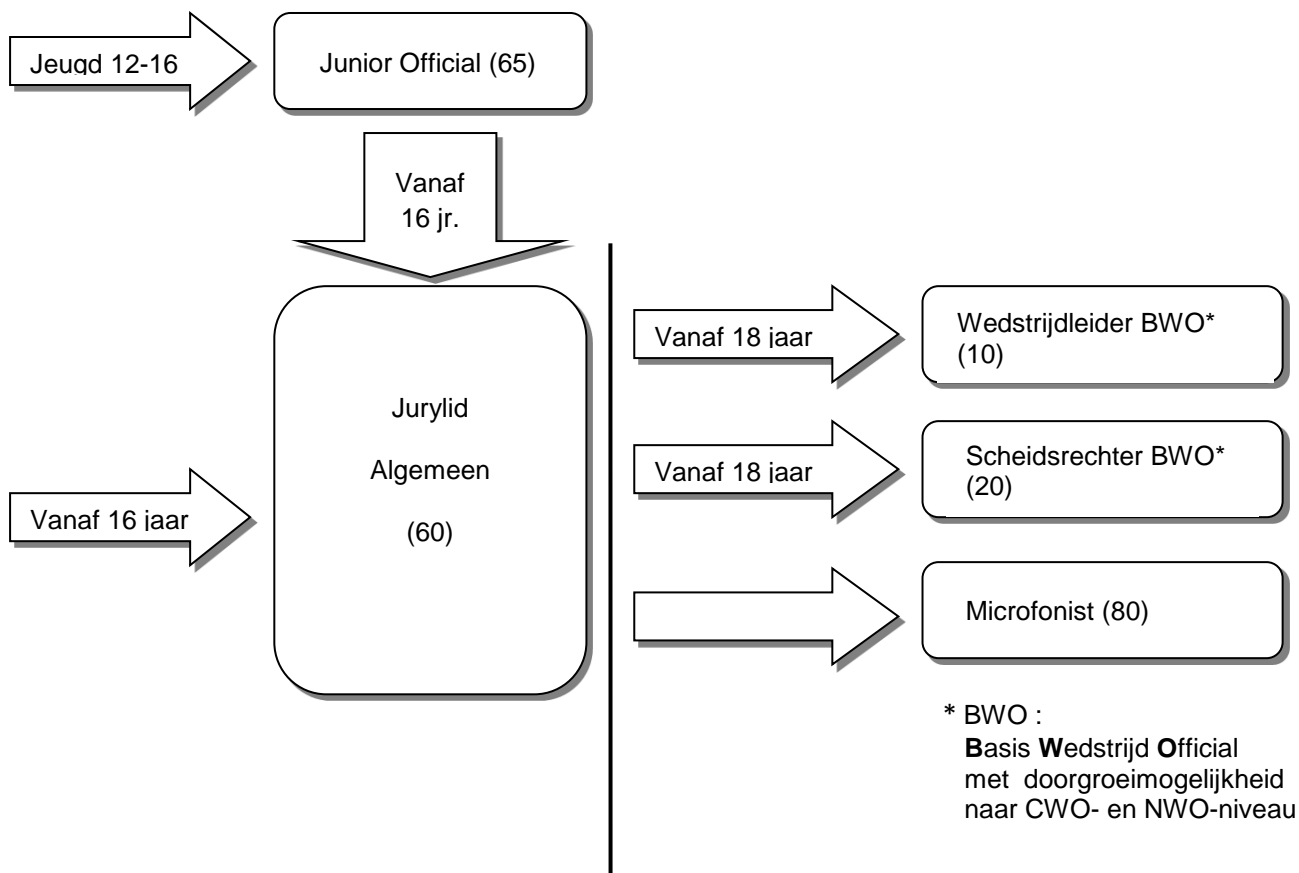 Jeugd 12-16
Junior Official (65)
Vanaf
16 jr.
Jurylid
Algemeen
(60)
Vanaf 16 jaar
Vanaf 18 jaar
Wedstrijdleider BWO*
(10)
Vanaf 18 jaar
Scheidsrechter BWO*
(20)
Microfonist (80)
* BWO :
Basis Wedstrijd Official
met doorgroeimogelijkheid
naar CWO- en NWO-niveau